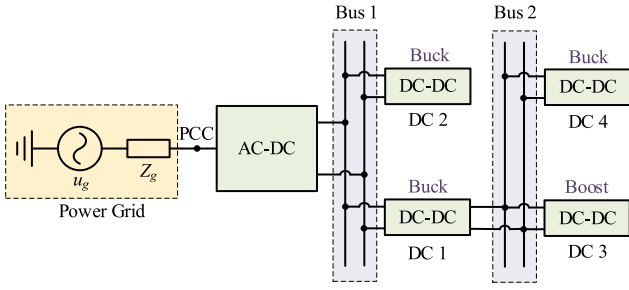 Bus 1
Bus 2
Buck
Buck
DC-DC
DC-DC
DC 2
DC 4
PCC
AC-DC
u_g
Z_g
Power Grid
Buck
Boost
DC-DC
DC-DC
DC 1
DC 3